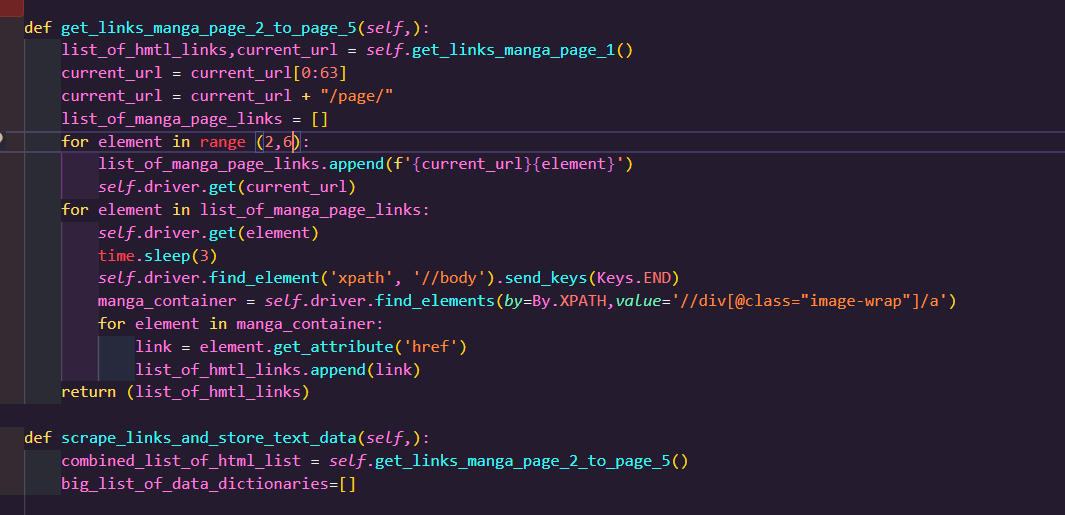 def get_links_manga_page_2_to_page_5(self,):
    list_of_hmtl_links,current_url = self.get_links_manga_page_1()
    current_url = current_url[0:63]
    current_url = current_url + "/page/"
    list_of_manga_page_links = []
    for element in range (2,6):
        list_of_manga_page_links.append(f'{current_url}{element}')
        self.driver.get(current_url)
    for element in list_of_manga_page_links:
        self.driver.get(element)
        time.sleep(3)
        self.driver.find_element('xpath', '//body').send_keys(Keys.END)
        manga_container = self.driver.find_elements(by=By.XPATH,value='//div[@class="image-wrap"]/a')
        for element in manga_container:
            link = element.get_attribute('href')
            list_of_hmtl_links.append(link)
    return (list_of_hmtl_links)

def scrape_links_and_store_text_data(self,):
    combined_list_of_html_list = self.get_links_manga_page_2_to_page_5()
    big_list_of_data_dictionaries=[]